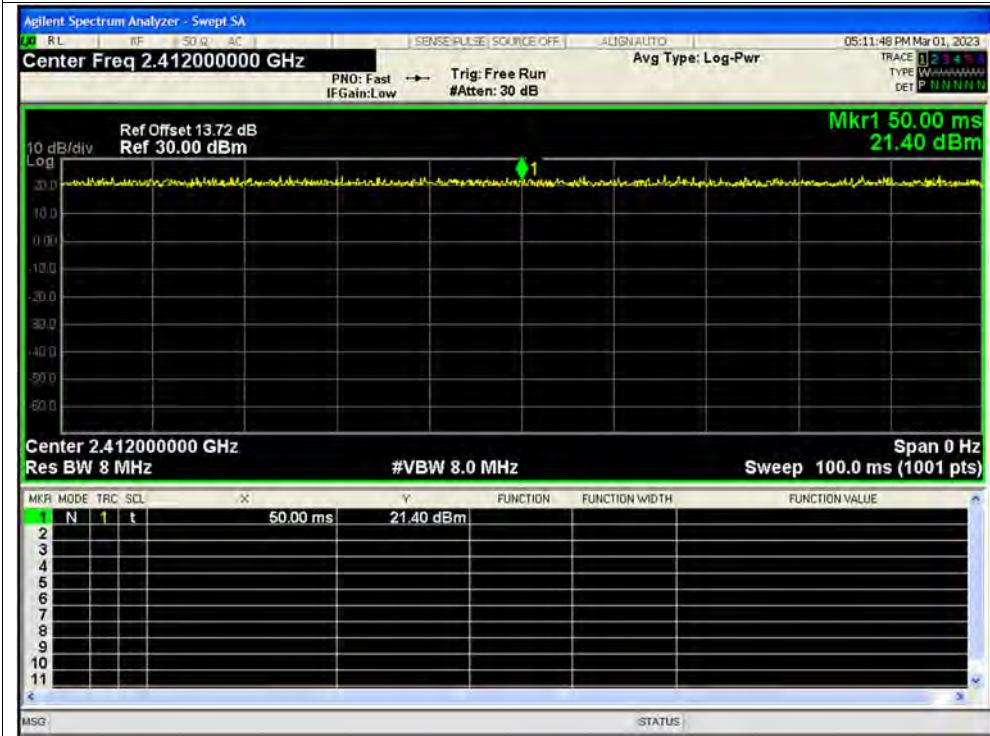 Agilent Spectrum Analyzer - Swept SA
RL RF 50 Ω AC SENSE:PULSE SOURCE OFF ALIGN AUTO 05:11:48 PM Mar 01, 2023
Center Freq 2.412000000 GHz
Avg Type: Log-Pwr
TRACE 1 2 3 4 5 6
TYPE W
DET P N N N N N
PNO: Fast
IFGain:Low
Trig: Free Run
#Atten: 30 dB
Mkr1 50.00 ms
21.40 dBm
Ref Offset 13.72 dB
10 dB/div Ref 30.00 dBm
Log
1
20.0
10.0
0.00
-10.0
-20.0
-30.0
-40.0
-50.0
-60.0
Center 2.412000000 GHz Span 0 Hz
Res BW 8 MHz #VBW 8.0 MHz Sweep 100.0 ms (1001 pts)
MKR MODE TRC SCL X Y FUNCTION FUNCTION WIDTH FUNCTION VALUE
1 N 1 t 50.00 ms 21.40 dBm
2
3
4
5
6
7
8
9
10
11
MSG STATUS